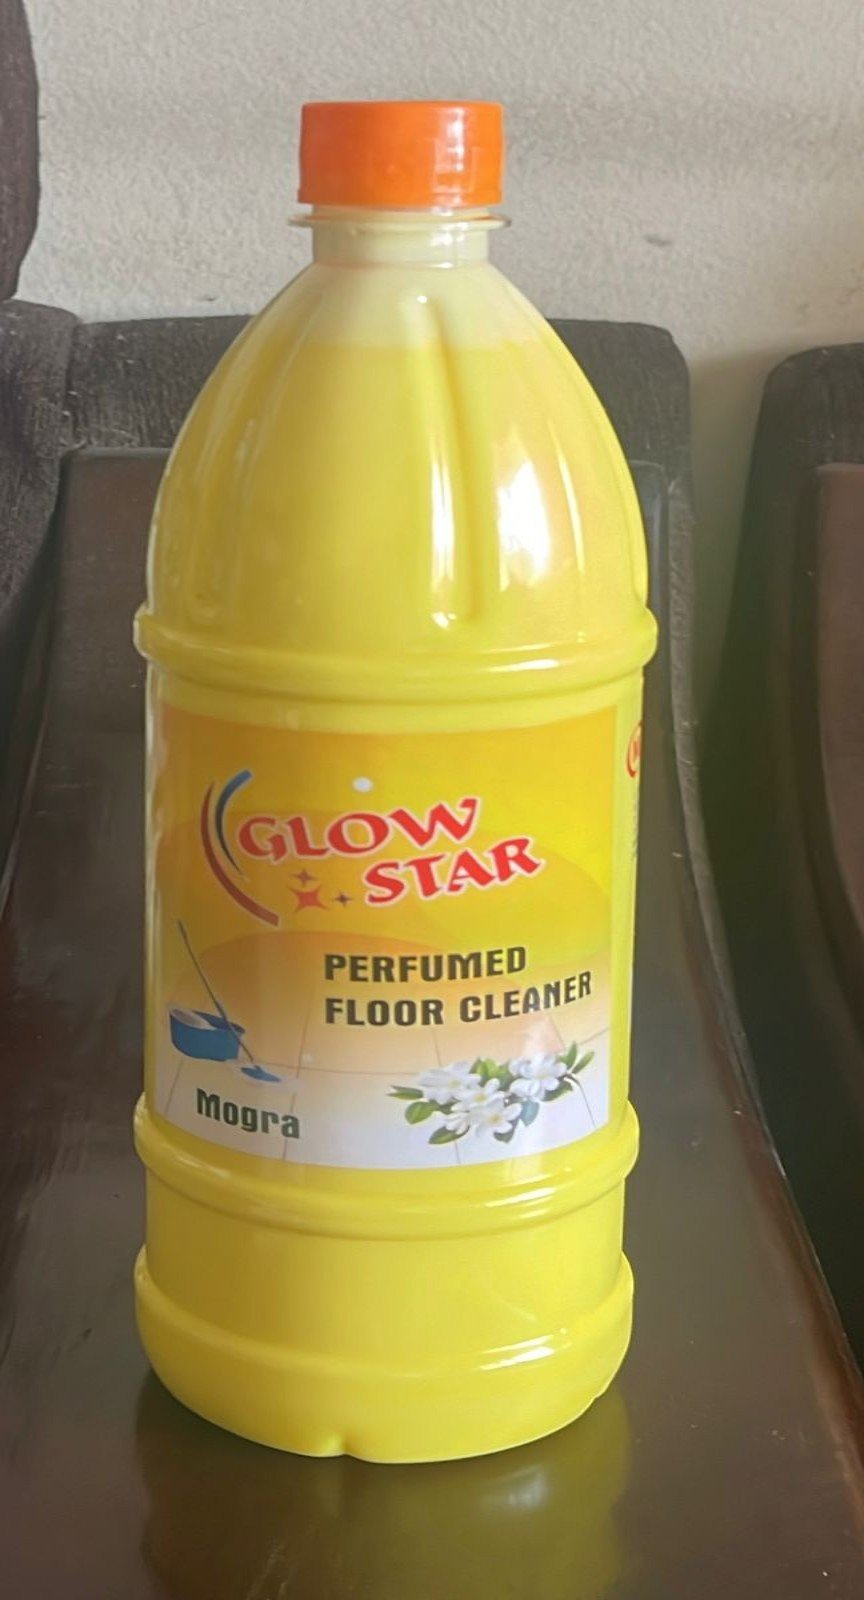 GLOW
STAR
PERFUMED
FLOOR CLEANER
Mogra